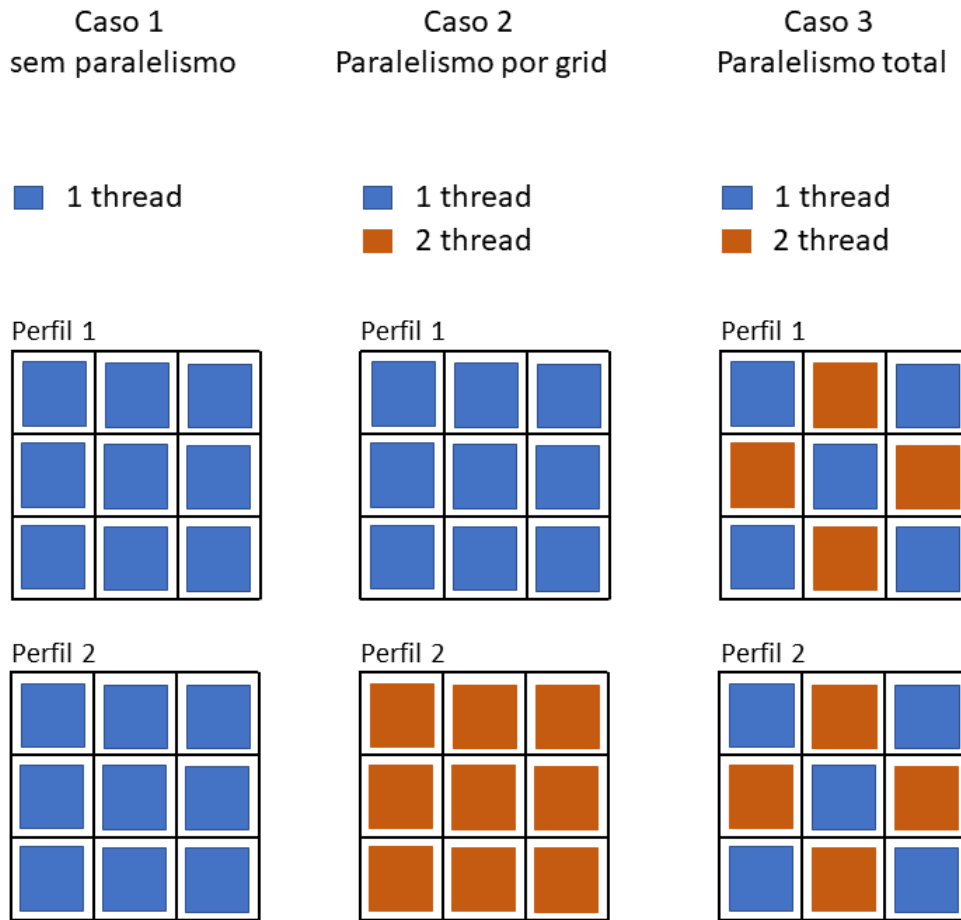 Caso 1
sem paralelismo
Caso 2
Paralelismo por grid
Caso 3
Paralelismo total
1 thread
1 thread
2 thread
1 thread
2 thread
Perfil 1
Perfil 1
Perfil 1
Perfil 2
Perfil 2
Perfil 2